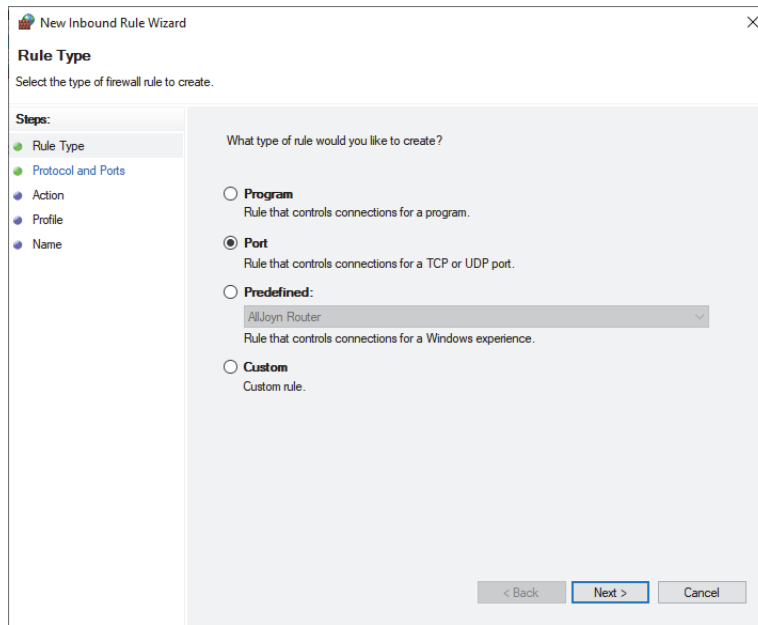 New Inbound Rule Wizard
Rule Type
Select the type of firewall rule to create.
Steps:
Rule Type
Protocol and Ports
Action
Profile
Name
What type of rule would you like to create?
Program
Rule that controls connections for a program.
Port
Rule that controls connections for a TCP or UDP port.
Predefined:
AllJoyn Router
Rule that controls connections for a Windows experience.
Custom
Custom rule.
< Back
Next >
Cancel